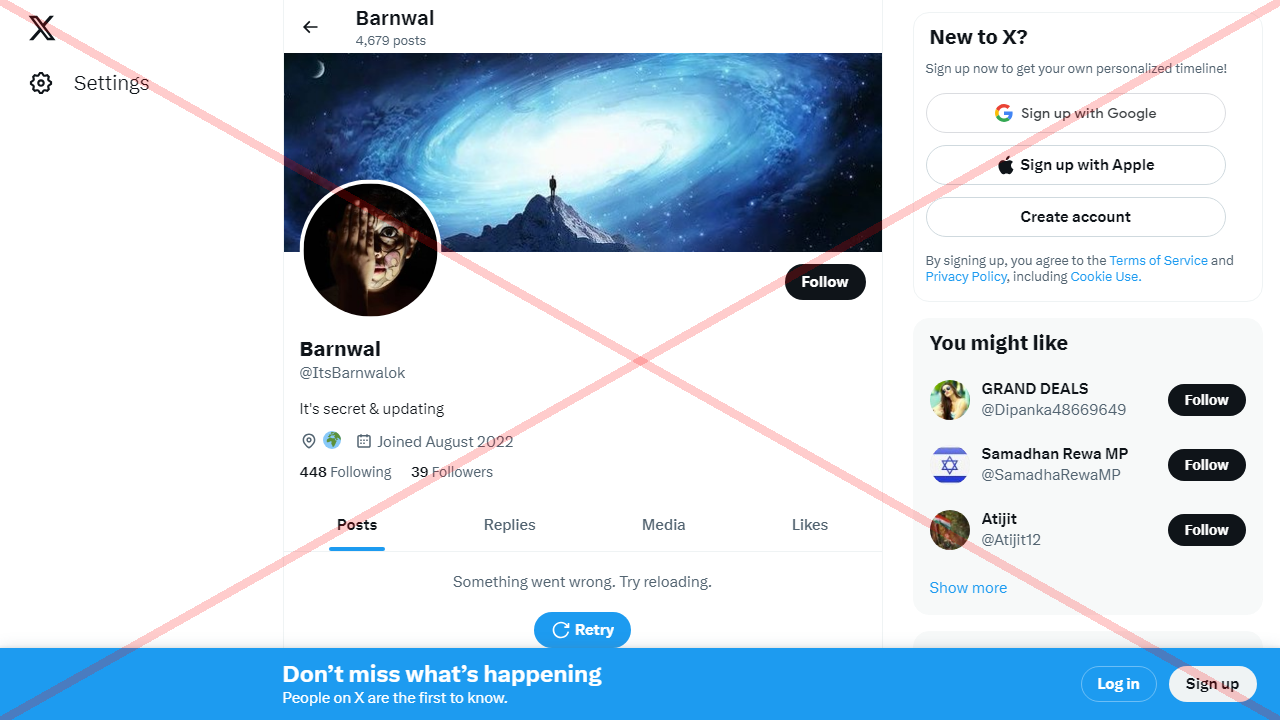 Settings
Barnwal
4,679 posts
Follow
Barnwal
@ItsBarnwalok
It's secret & updating
Joined August 2022
448 Following 39 Followers
Posts Replies Media Likes
Something went wrong. Try reloading.
Retry
New to X?
Sign up now to get your own personalized timeline!
Sign up with Google
Sign up with Apple
Create account
By signing up, you agree to the Terms of Service and
Privacy Policy, including Cookie Use.
You might like
GRAND DEALS
@Dipanka48669649
Follow
Samadhan Rewa MP
@SamadhaRewaMP
Follow
Atijit
@Atijit12
Follow
Show more
Don’t miss what’s happening
People on X are the first to know.
Log in
Sign up